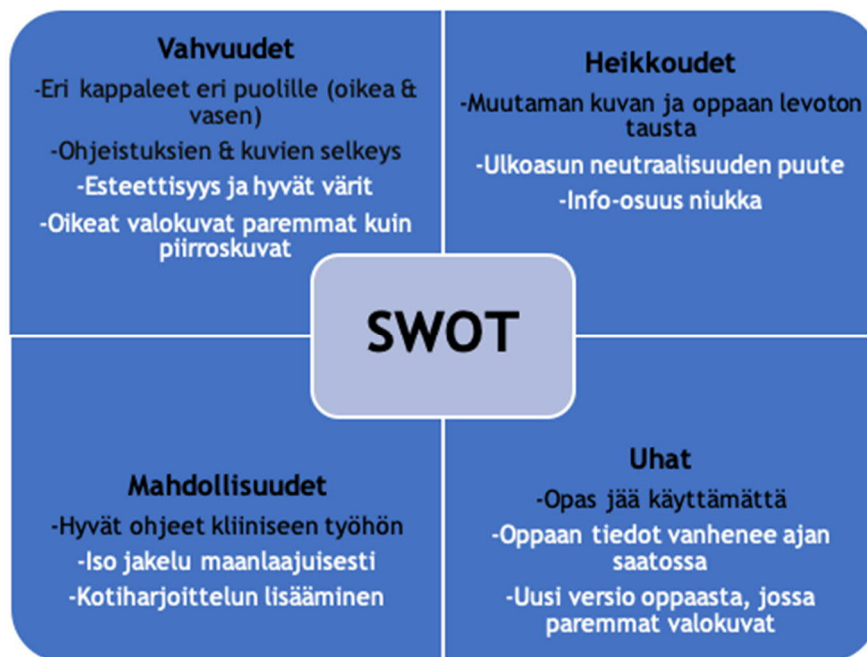 Vahvuudet
-Eri kappaleet eri puolille (oikea &
vasen)
-Ohjeistuksien & kuvien selkeys
-Esteettisyys ja hyvät värit
-Oikeat valokuvat paremmat kuin
piirroskuvat
Heikkoudet
-Muutaman kuvan ja oppaan levoton
tausta
-Ulkoasun neutraalisuuden puute
-Info-osuus niukka
SWOT
Mahdollisuudet
-Hyvät ohjeet kliiniseen työhön
-Iso jakelu maanlaajuisesti
-Kotiharjoittelun lisääminen
Uhat
-Opas jää käyttämättä
-Oppaan tiedot vanhenee ajan
saatossa
-Uusi versio oppaasta, jossa
paremmat valokuvat